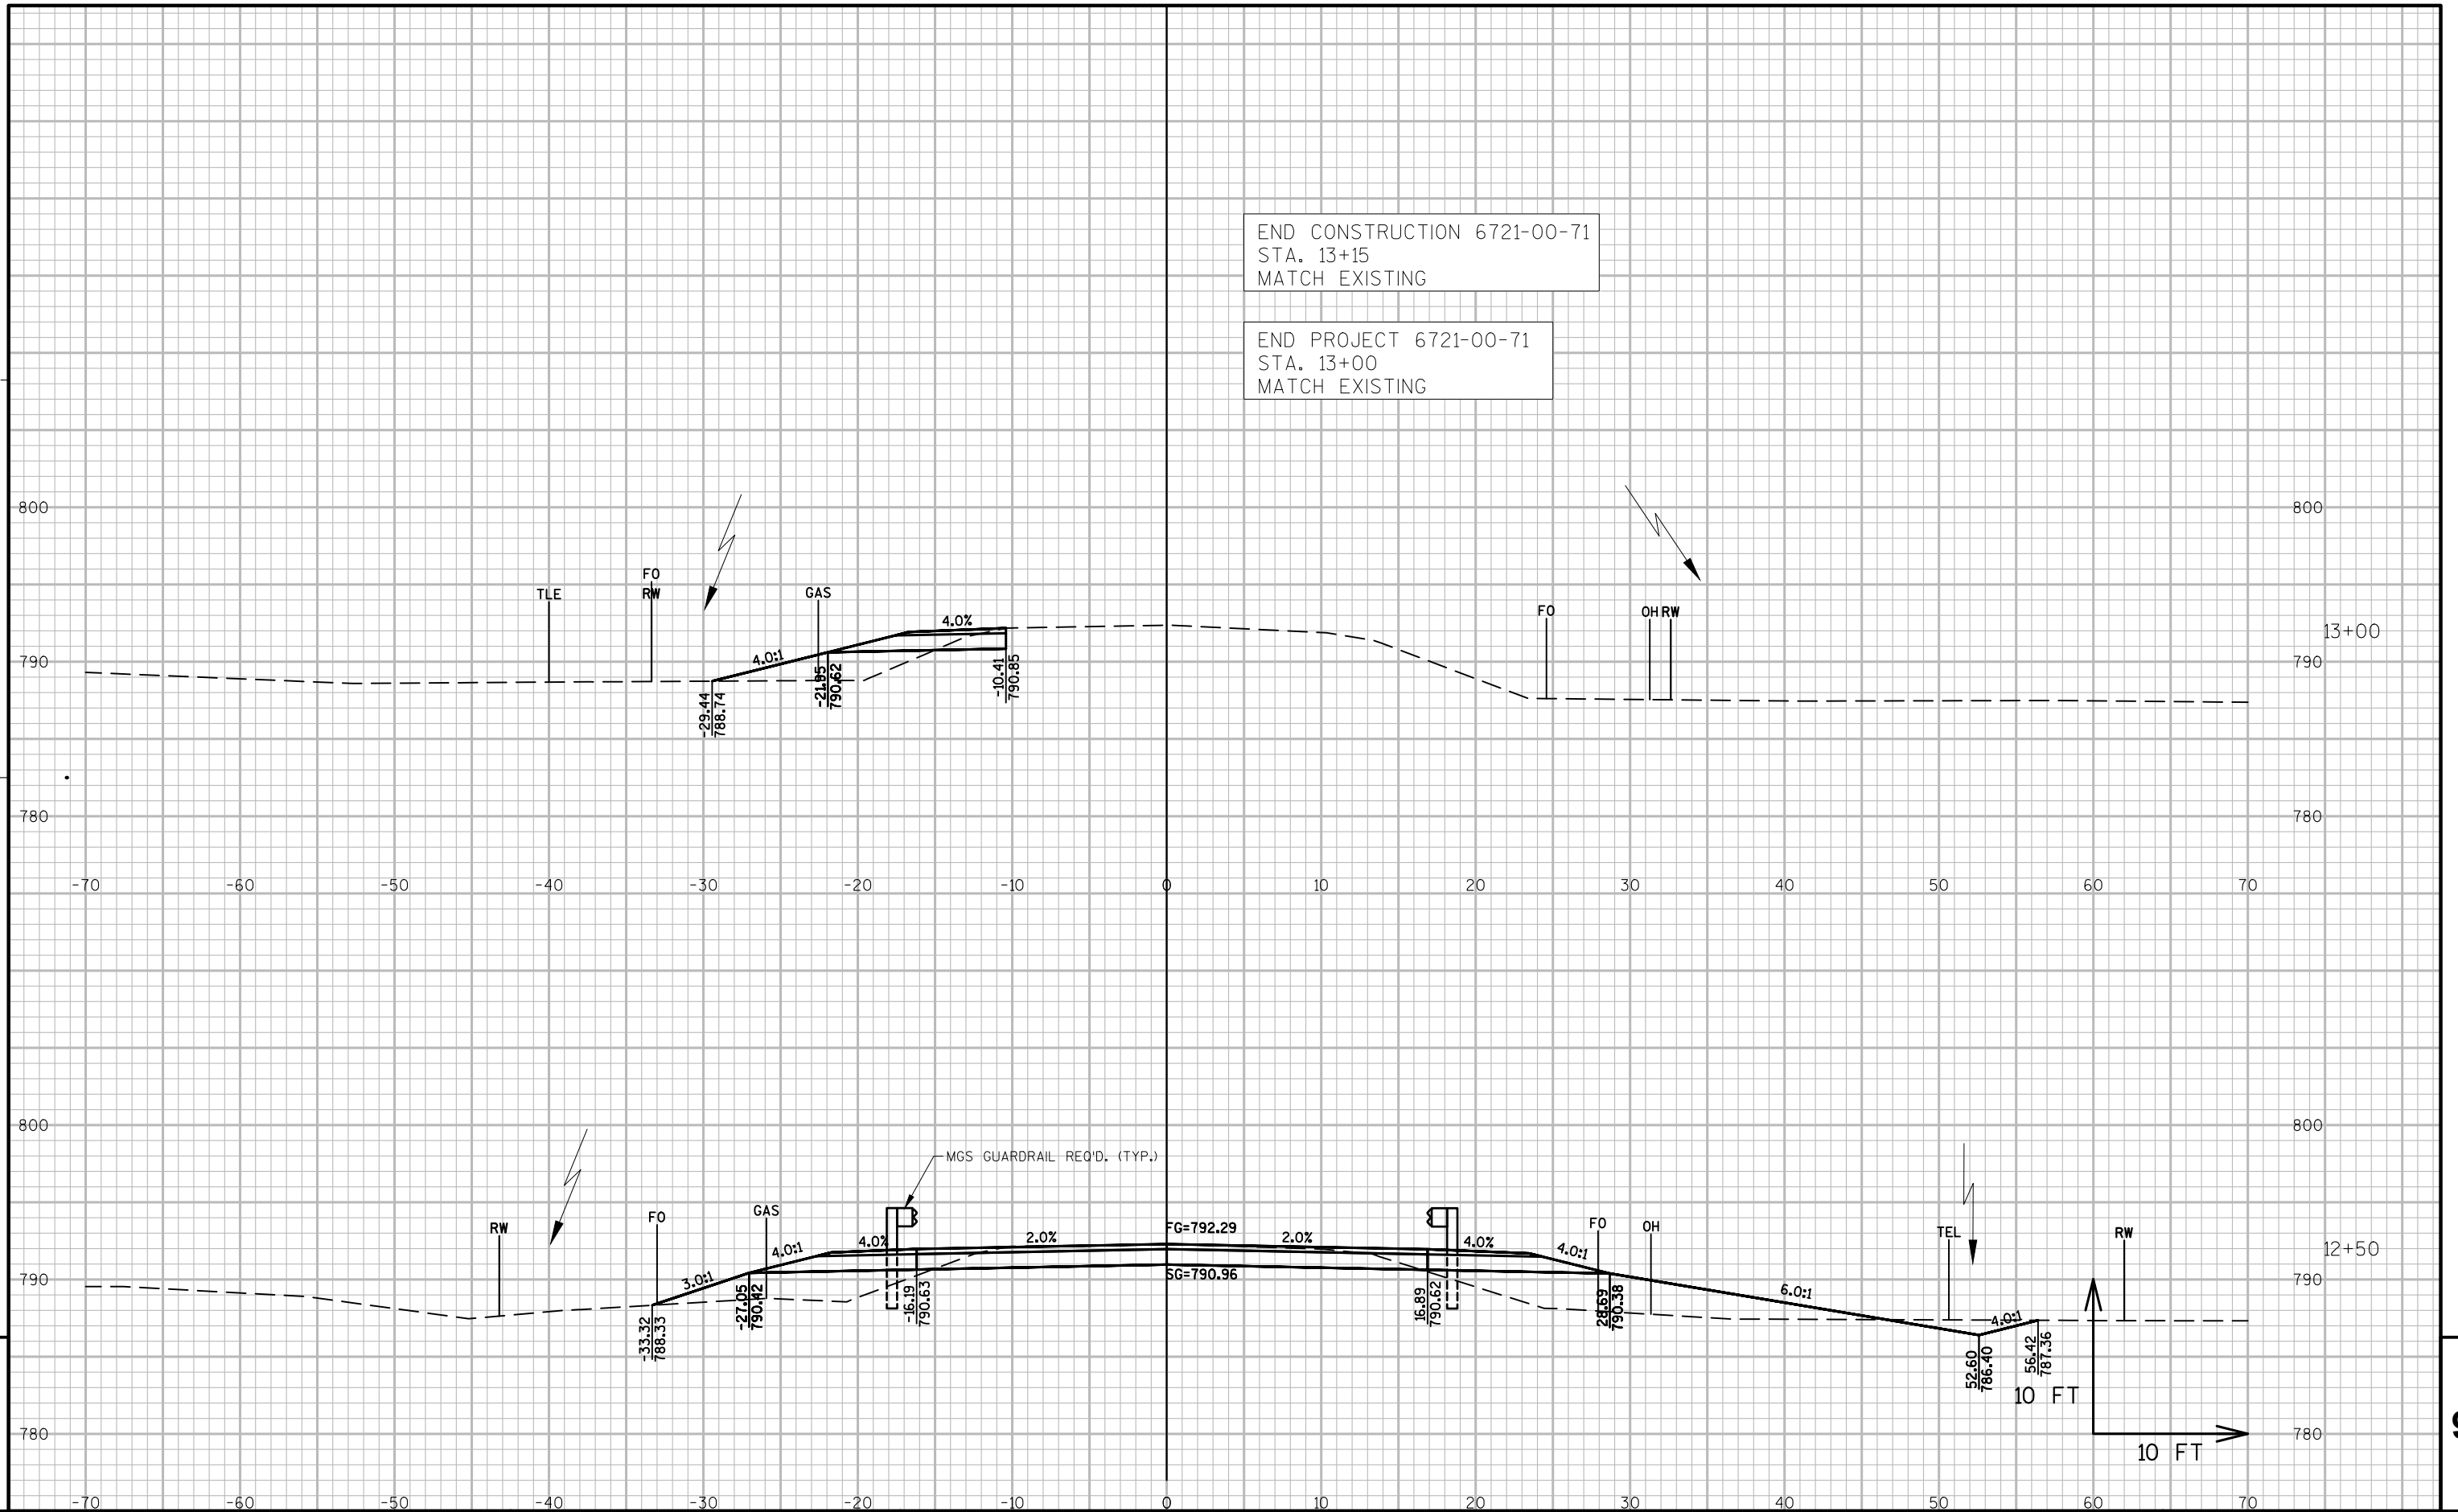 END CONSTRUCTION 6721-00-71
STA. 13+15
MATCH EXISTING
END PROJECT 6721-00-71
STA. 13+00
MATCH EXISTING
800
800
TLE
FO
RW
GAS
4.0%
4.0:1
FO
OH
RW
13+00
790
790
-29.44
788.74
-21.95
790.62
-10.41
790.85
780
780
-70 -60 -50 -40 -30 -20 -10 0 10 20 30 40 50 60 70
800
800
MGS GUARDRAIL REQ'D. (TYP.)
RW
FO
GAS
3.0:1
4.0:1
4.0%
2.0%
FG=792.29
2.0%
4.0%
4.0:1
FO
OH
6.0:1
TEL
4.0:1
RW
12+50
790
790
SG=790.96
-33.32
788.33
-27.05
790.42
-16.19
790.63
16.89
790.62
28.69
790.38
52.60
786.40
56.42
787.36
10 FT
10 FT
780
780
-70 -60 -50 -40 -30 -20 -10 0 10 20 30 40 50 60 70